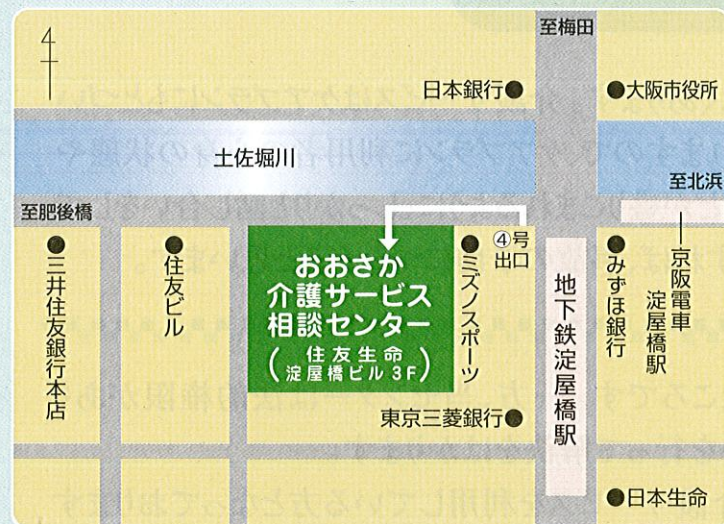 至梅田
日本銀行●
●大阪市役所
土佐堀川
至北浜
至肥後橋
④号
出口
おおさか
介護サービス
相談センター
(住友生命
淀屋橋ビル3F)
●三井住友銀行本店
●住友ビル
●ミズノスポーツ
地下鉄淀屋橋駅
●みずほ銀行
京阪電車
淀屋橋駅
東京三菱銀行●
●日本生命